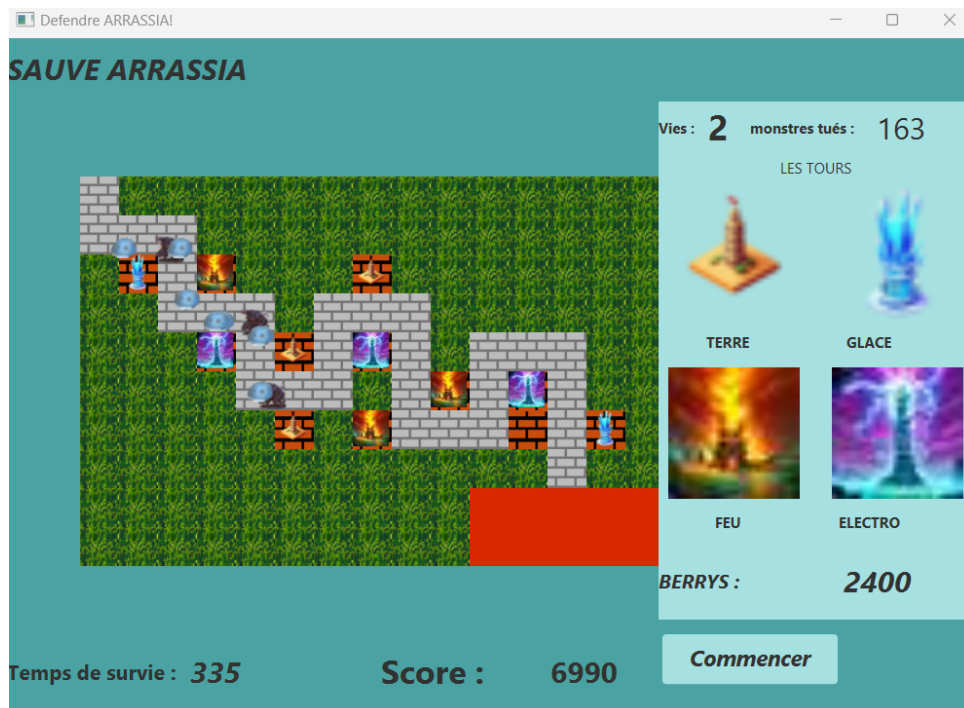 Defendre ARRASSIA!
SAUVE ARRASSIA
Vies : 2 monstres tués : 163
LES TOURS
TERRE GLACE
FEU ELECTRO
BERRYS : 2400
Commencer
Temps de survie : 335 Score : 6990